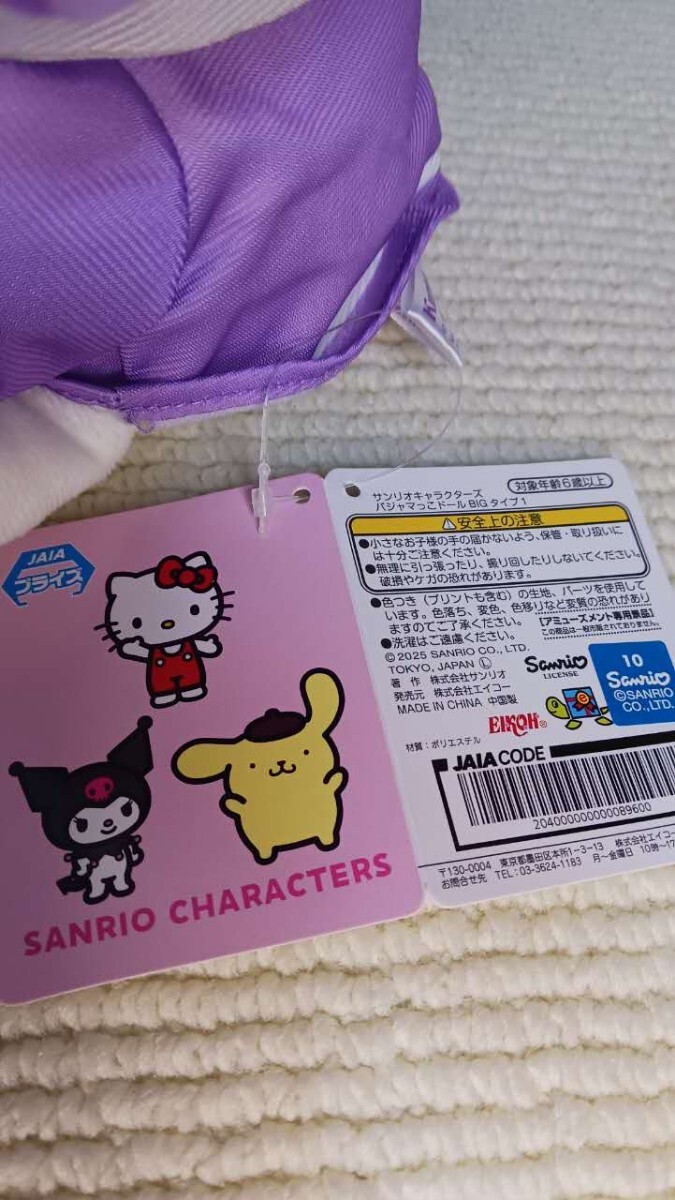 JAIA
プライズ
SANRIO CHARACTERS
対象年齢6歳以上
サンリオキャラクターズ
パジャマっこドールBIG タイプ1
⚠安全上の注意
●小さなお子様の手の届かないよう、保管・取り扱いに
は十分ご注意ください。
●無理に引っ張ったり、振り回したりしないでください。
破損やケガの恐れがあります。
●色つき(プリントも含む)の生地、パーツを使用して
います。色落ち、変色、色移りなど変質の恐れがあり
ますのでご了承ください。
●洗濯はご遠慮ください。
【アミューズメント専用景品】
この商品は一般市販されておりません。
© 2025 SANRIO CO., LTD.
TOKYO, JAPAN Ⓛ
著作 株式会社サンリオ
発売元 株式会社エイコー
MADE IN CHINA 中国製
Sanrio
LICENSE
10
Sanrio
©SANRIO
CO., LTD.
EIKOH®
e
材質:ポリエステル
JAIA CODE
20400000000000089600
〒130-0004 東京都墨田区本所1-3-13 株式会社エイコー
お問合せ先 TEL:03-3624-1183 月~金曜日 10時~17